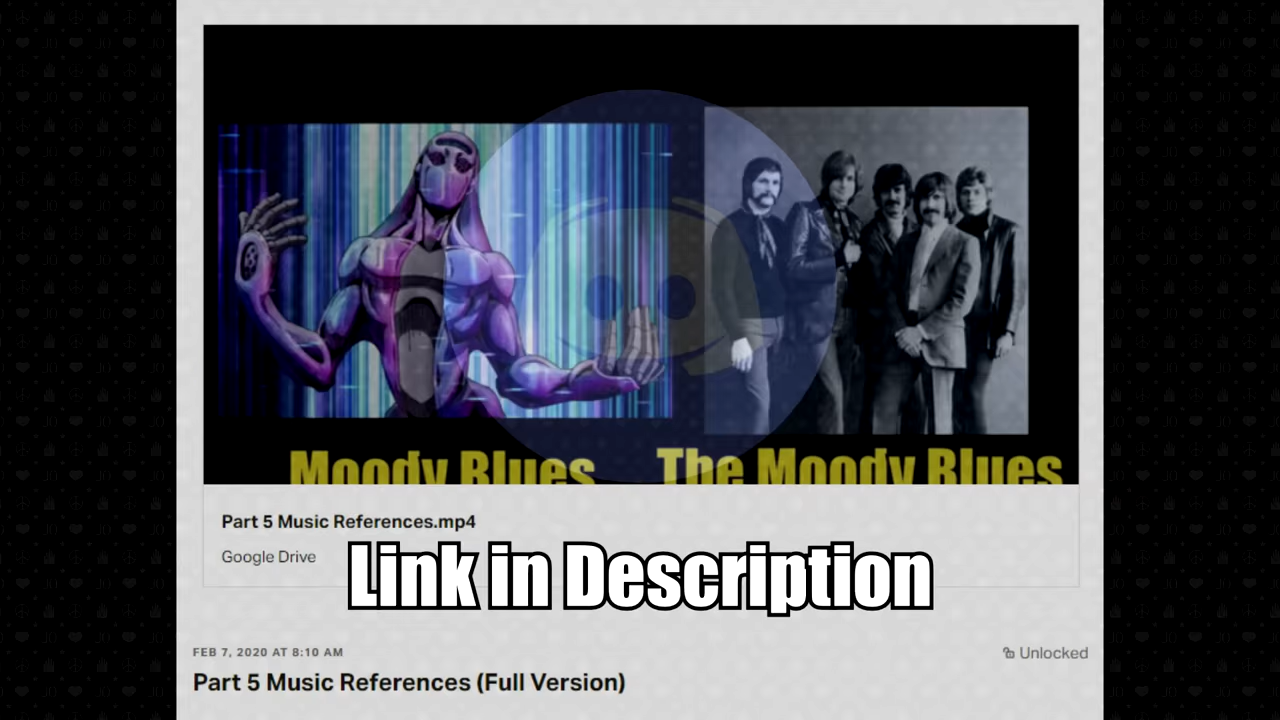 Moody Blues
The Moody Blues
Part 5 Music References.mp4
Google Drive
Link in Description
FEB 7, 2020 AT 8:10 AM
Unlocked
Part 5 Music References (Full Version)